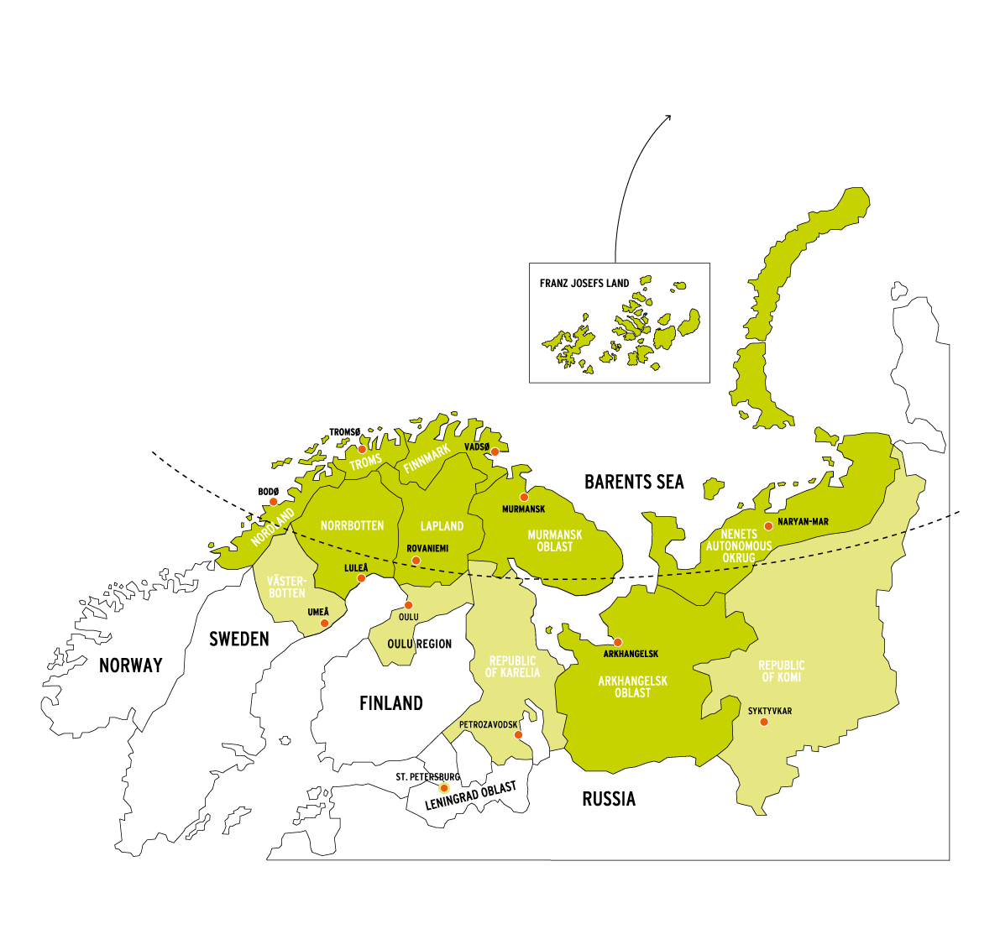 FRANZ JOSEFS LAND
TROMSØ
TROMS
FINNMARK
VADSØ
BARENTS SEA
BODØ
NORDLAND
NORRBOTTEN
LAPLAND
MURMANSK
MURMANSK
OBLAST
NARYAN-MAR
NENETS
AUTONOMOUS
OKRUG
ROVANIEMI
LULEÅ
VÄSTER-
BOTTEN
UMEÅ
OULU
OULU REGION
SWEDEN
NORWAY
FINLAND
REPUBLIC
OF KARELIA
ARKHANGELSK
ARKHANGELSK
OBLAST
REPUBLIC
OF KOMI
SYKTYVKAR
PETROZAVODSK
ST. PETERSBURG
LENINGRAD OBLAST
RUSSIA